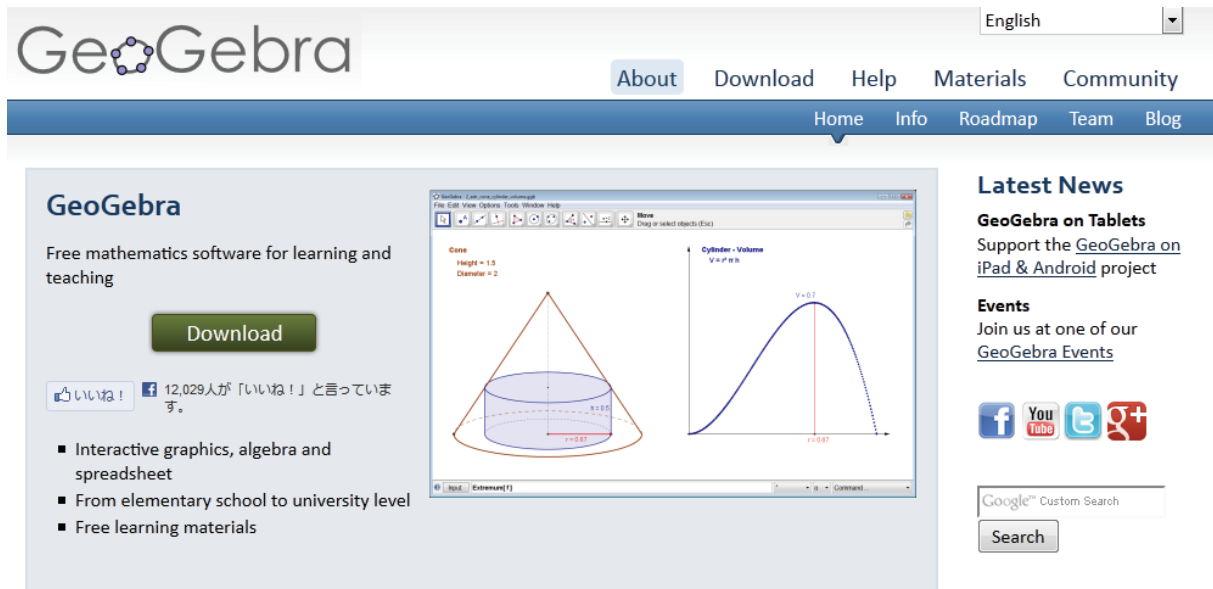 English
GeoGebra
About Download Help Materials Community
Home Info Roadmap Team Blog
GeoGebra
Free mathematics software for learning and
teaching
Download
いいね！
12,029人が「いいね！」と言っていま
す。
■ Interactive graphics, algebra and
spreadsheet
■ From elementary school to university level
■ Free learning materials
File Edit View Options Tools Window Help
Move
Drag or select objects (Esc)
Cone
Height = 1.5
Diameter = 2
h = 0.5
r = 0.67
Cylinder - Volume
V = r² π h
V = 0.7
r = 0.67
Input: Extremum[f]
Command ...
Latest News
GeoGebra on Tablets
Support the GeoGebra on
iPad & Android project
Events
Join us at one of our
GeoGebra Events
You
Tube
g+
Google™ Custom Search
Search